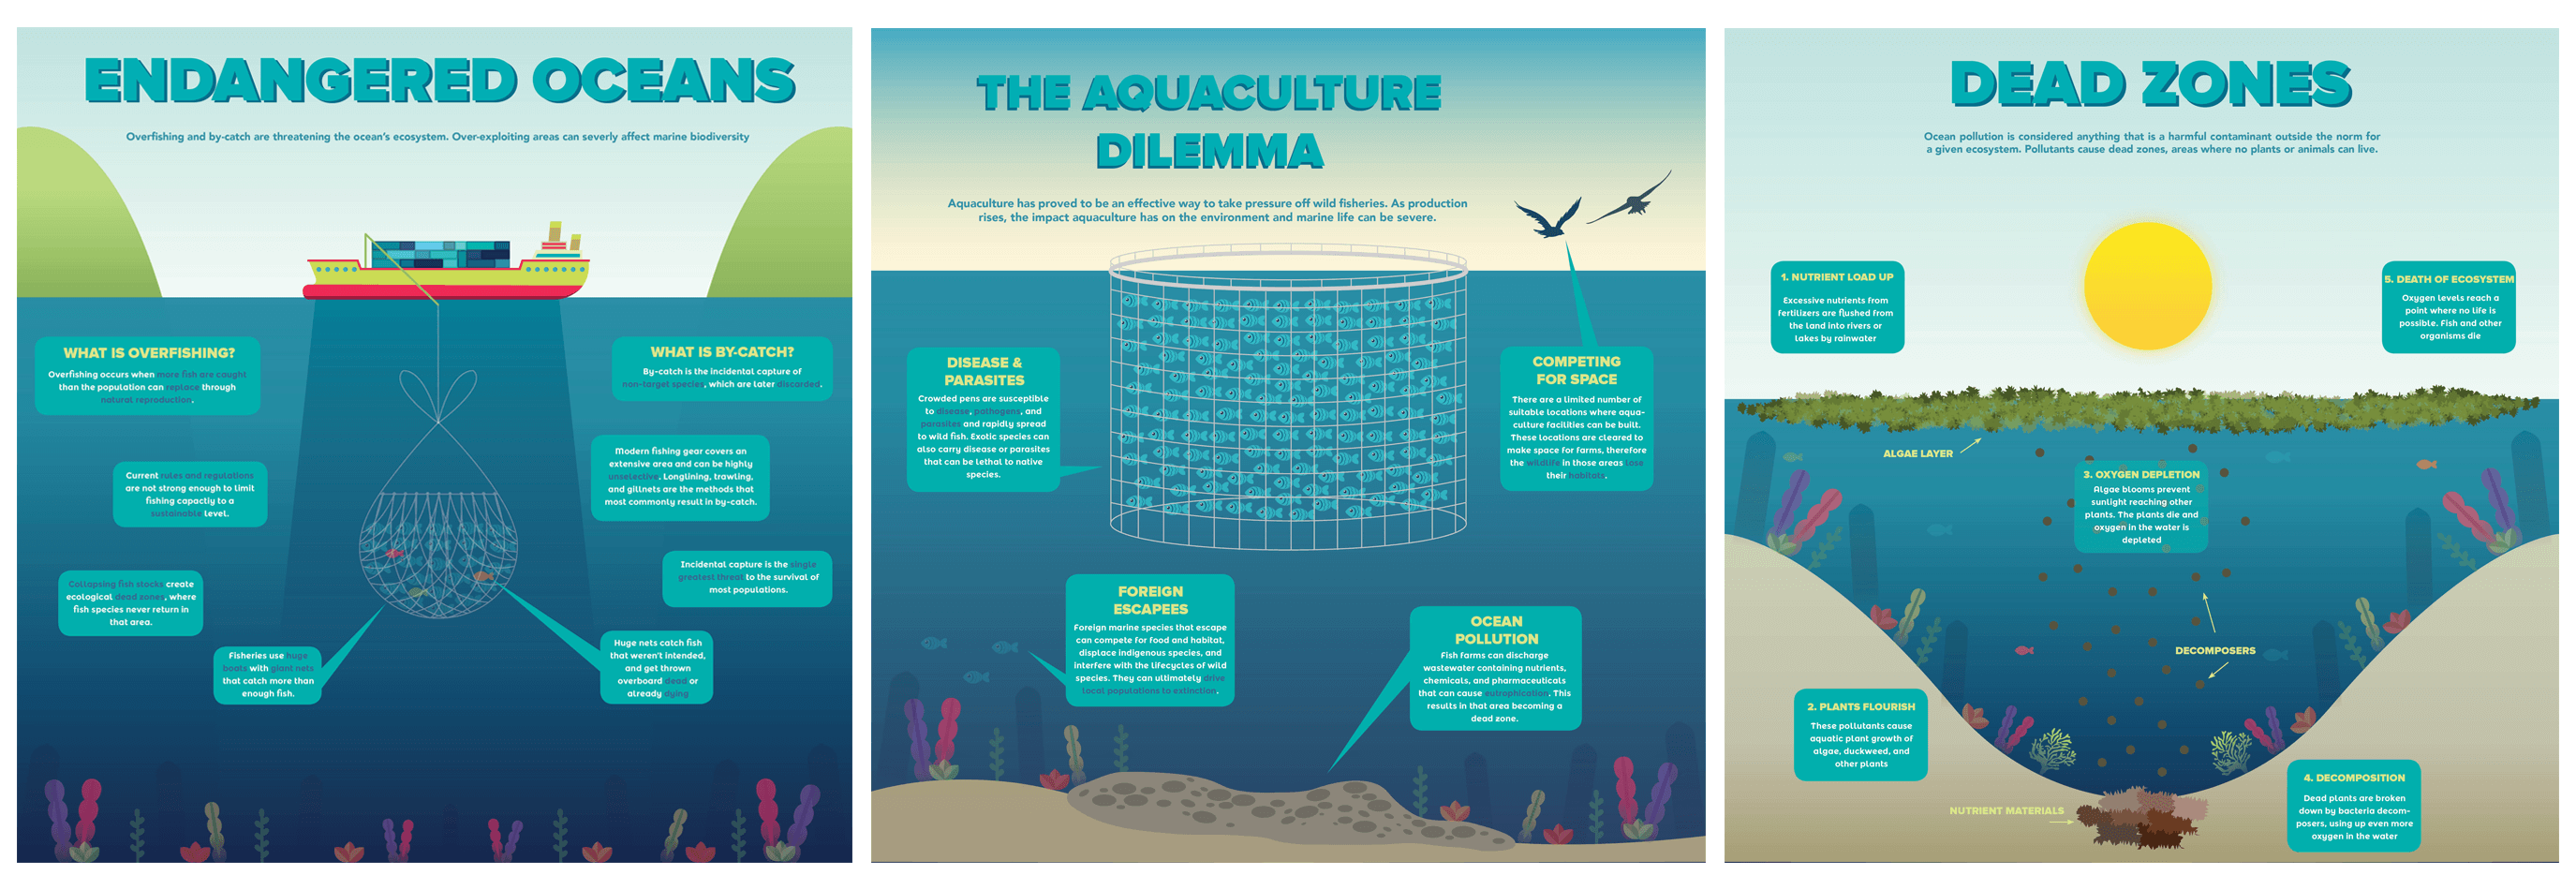 ENDANGERED OCEANS
Overfishing and by-catch are threatening the ocean's ecosystem. Over-exploiting areas can severly affect marine biodiversity
WHAT IS OVERFISHING?
Overfishing occurs when more fish are caught
than the population can replace through
natural reproduction.
Current rules and regulations
are not strong enough to limit
fishing capactiy to a
sustainable level.
Collapsing fish stocks create
ecological dead zones, where
fish species never return in
that area.
Fisheries use huge
boats with giant nets
that catch more than
enough fish.
WHAT IS BY-CATCH?
By-catch is the incidental capture of
non-target species, which are later discarded.
Modern fishing gear covers an
extensive area and can be highly
unselective. Longlining, trawling,
and gillnets are the methods that
most commonly result in by-catch.
Incidental capture is the single
greatest threat to the survival of
most populations.
Huge nets catch fish
that weren't intended,
and get thrown
overboard dead or
already dying
THE AQUACULTURE
DILEMMA
Aquaculture has proved to be an effective way to take pressure off wild fisheries. As production
rises, the impact aquaculture has on the environment and marine life can be severe.
DISEASE &
PARASITES
Crowded pens are susceptible
to disease, pathogens, and
parasites and rapidly spread
to wild fish. Exotic species can
also carry disease or parasites
that can be lethal to native
species.
COMPETING
FOR SPACE
There are a limited number of
suitable locations where aqua-
culture facilities can be built.
These locations are cleared to
make space for farms, therefore
the wildlife in those areas lose
their habitats.
FOREIGN
ESCAPEES
Foreign marine species that escape
can compete for food and habitat,
displace indigenous species, and
interfere with the lifecycles of wild
species. They can ultimately drive
local populations to extinction.
OCEAN
POLLUTION
Fish farms can discharge
wastewater containing nutrients,
chemicals, and pharmaceuticals
that can cause eutrophication. This
results in that area becoming a
dead zone.
DEAD ZONES
Ocean pollution is considered anything that is a harmful contaminant outside the norm for
a given ecosystem. Pollutants cause dead zones, areas where no plants or animals can live.
1. NUTRIENT LOAD UP
Excessive nutrients from
fertilizers are flushed from
the land into rivers or
lakes by rainwater
5. DEATH OF ECOSYSTEM
Oxygen levels reach a
point where no life is
possible. Fish and other
organisms die
ALGAE LAYER
3. OXYGEN DEPLETION
Algae blooms prevent
sunlight reaching other
plants. The plants die and
oxygen in the water is
depleted
DECOMPOSERS
2. PLANTS FLOURISH
These pollutants cause
aquatic plant growth of
algae, duckweed, and
other plants
4. DECOMPOSITION
Dead plants are broken
down by bacteria decom-
posers, using up even more
oxygen in the water
NUTRIENT MATERIALS